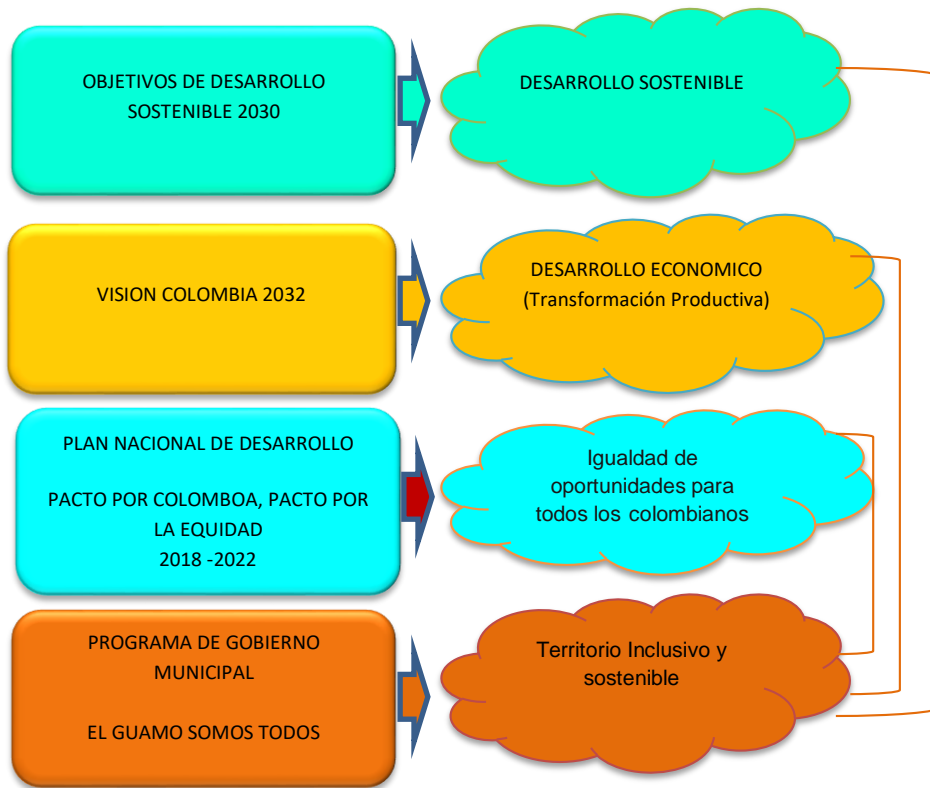 OBJETIVOS DE DESARROLLO
SOSTENIBLE 2030
DESARROLLO SOSTENIBLE
VISION COLOMBIA 2032
DESARROLLO ECONOMICO
(Transformación Productiva)
PLAN NACIONAL DE DESARROLLO
PACTO POR COLOMBOA, PACTO POR
LA EQUIDAD
2018 -2022
Igualdad de
oportunidades para
todos los colombianos
PROGRAMA DE GOBIERNO
MUNICIPAL
EL GUAMO SOMOS TODOS
Territorio Inclusivo y
sostenible